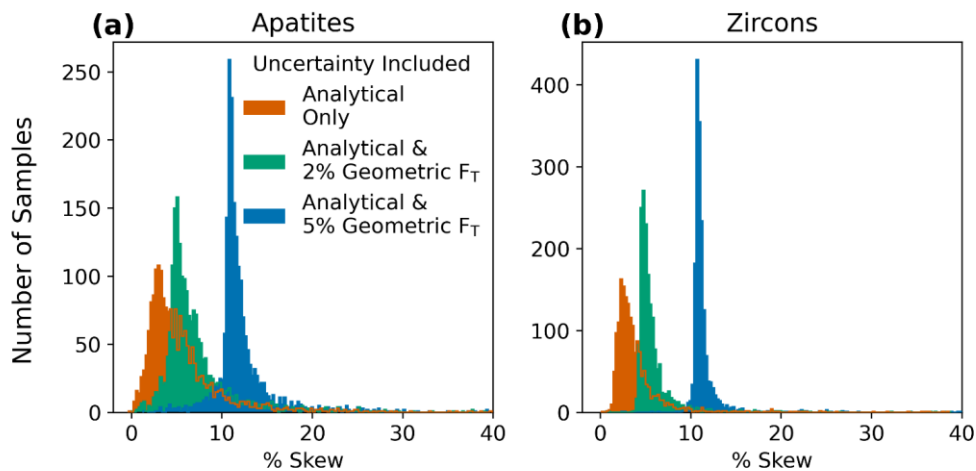 (a) Apatites
Number of Samples
250
200
150
100
50
0
Uncertainty Included
Analytical
Only
Analytical &
2% Geometric F_T
Analytical &
5% Geometric F_T
0 10 20 30 40
% Skew
(b) Zircons
400
300
200
100
0
0 10 20 30 40
% Skew